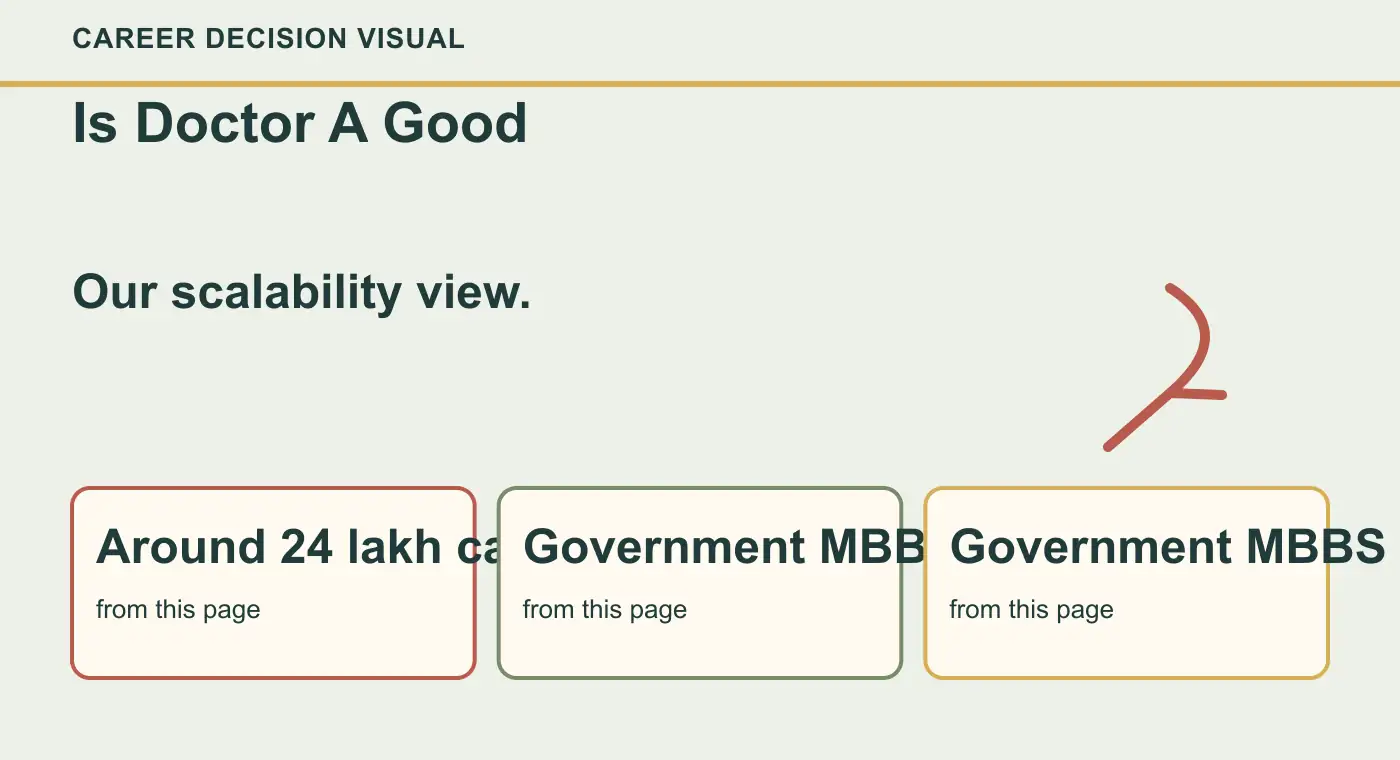 CAREER DECISION VISUAL
Is Doctor A Good
Our scalability view.
Around 24 lakh ca
Government MBB
Government MBBS
from this page
from this page
from this page